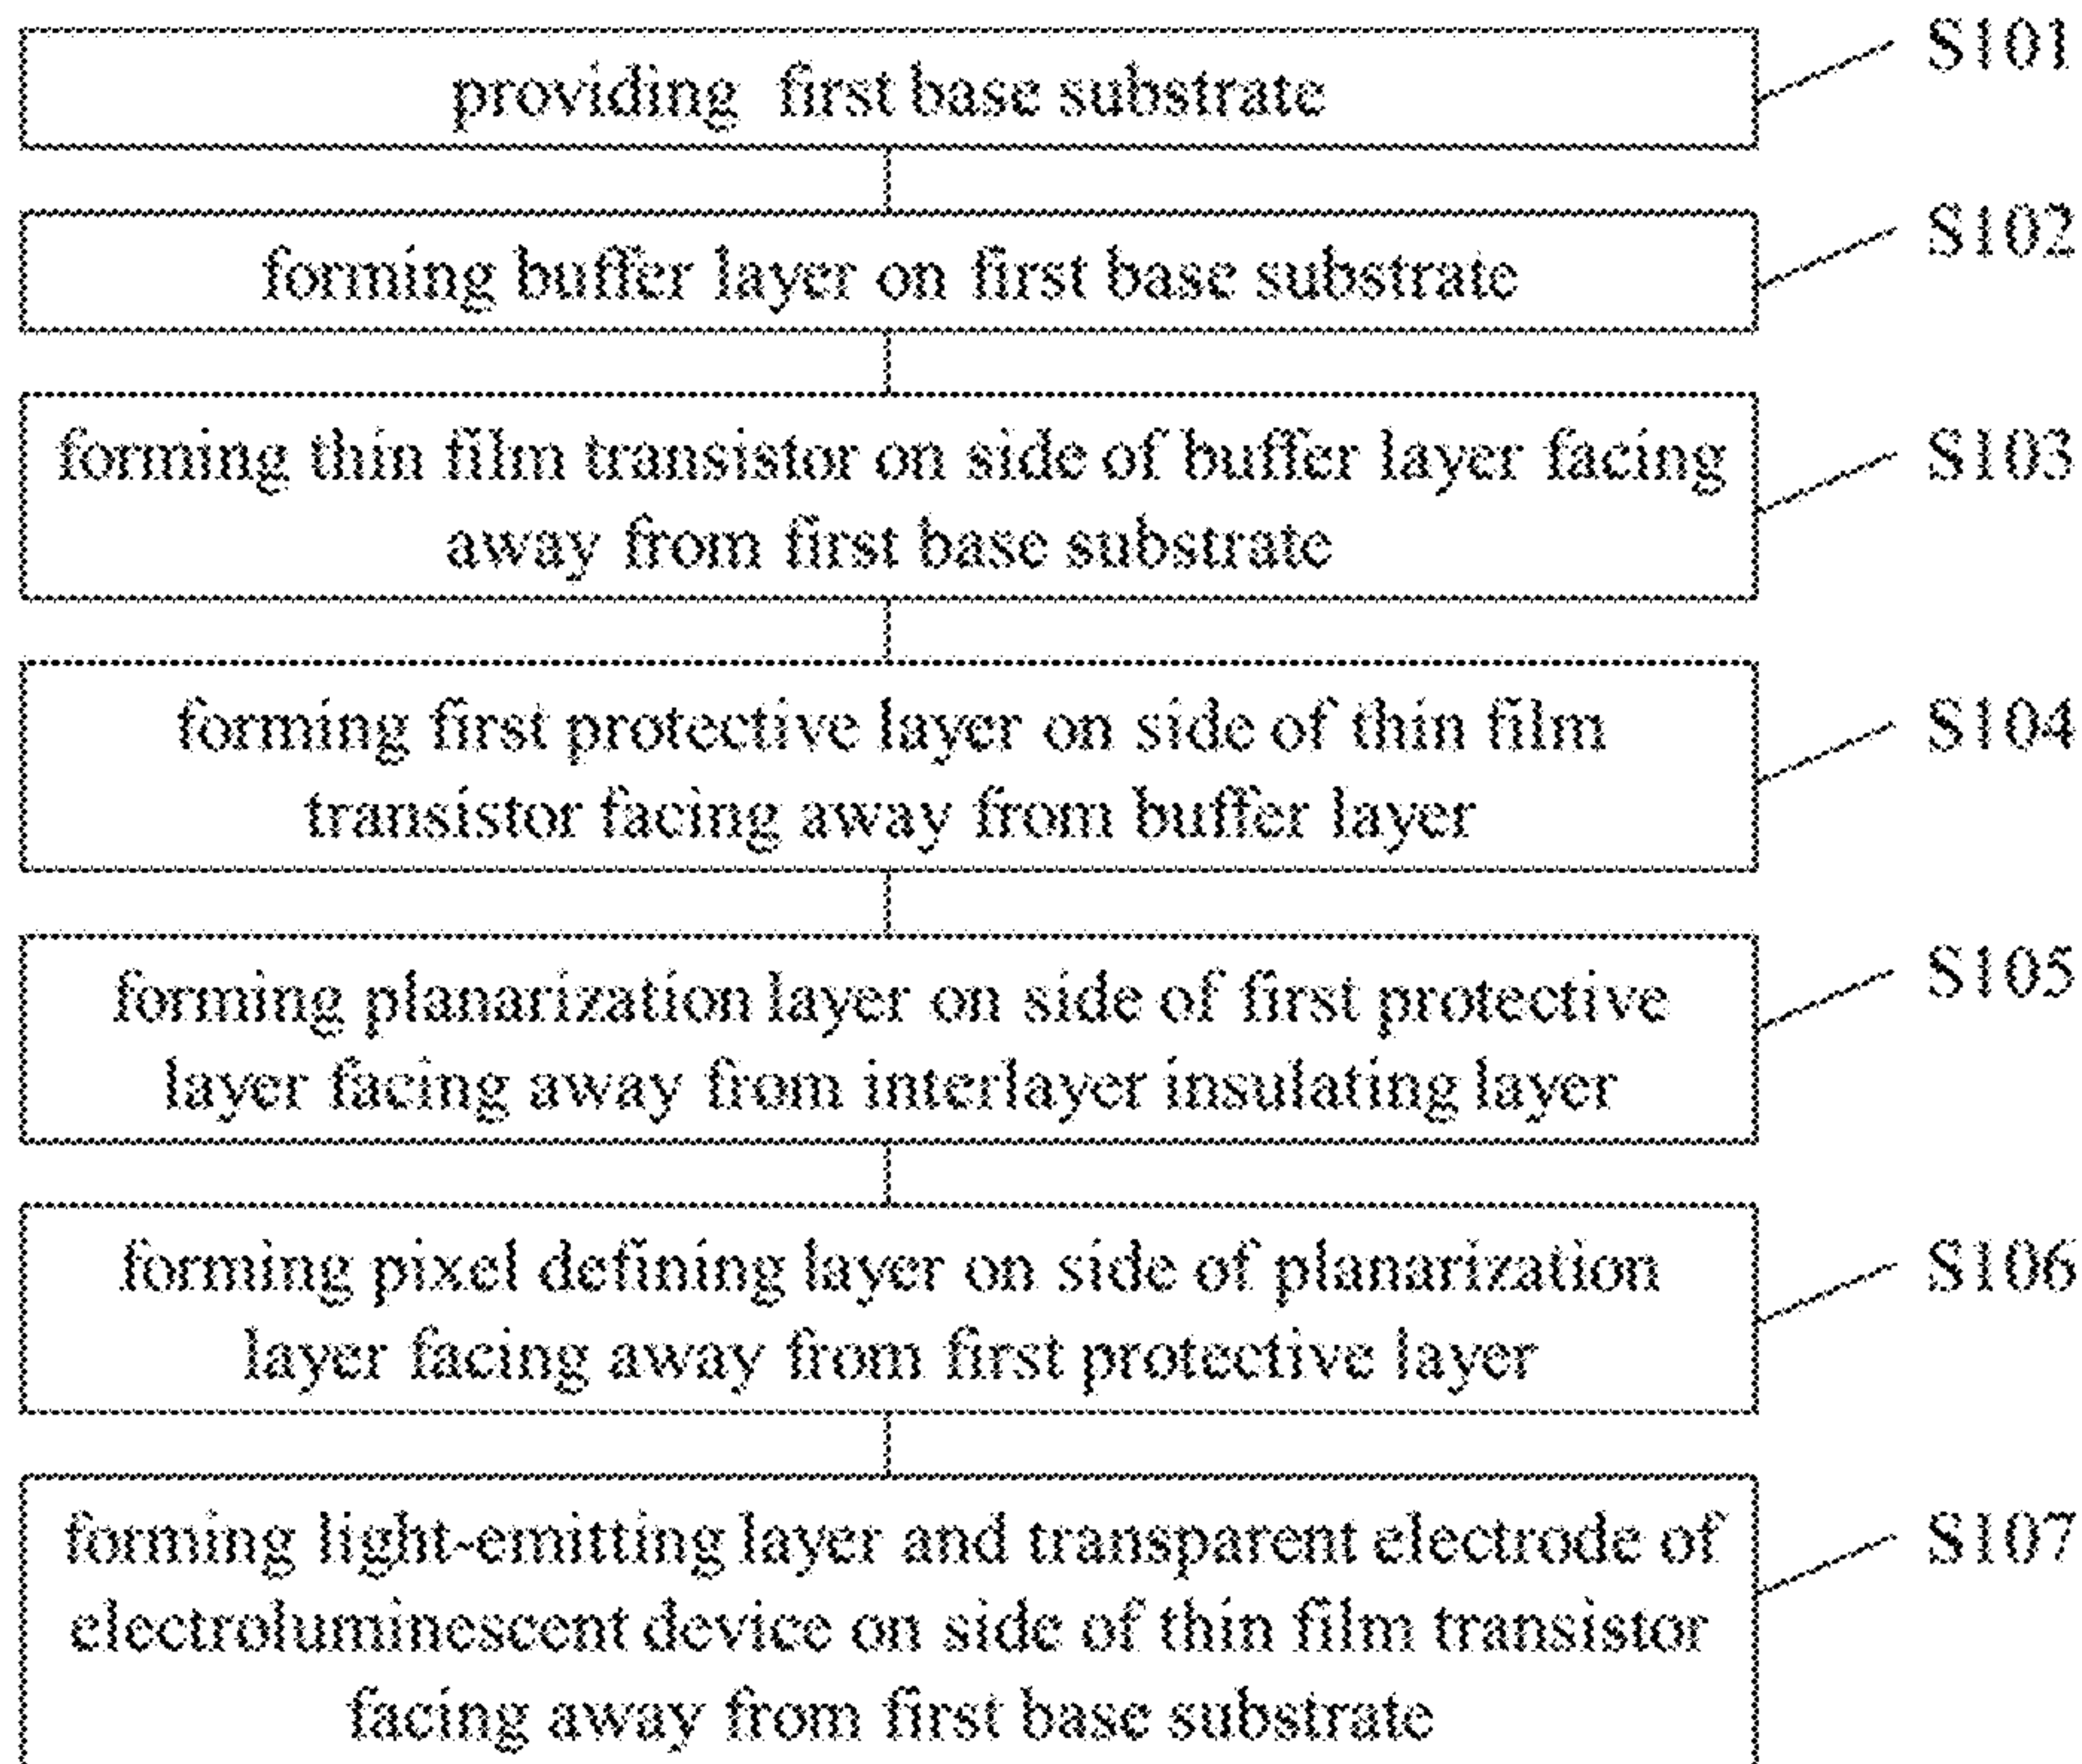 providing first base substrate
S101
forming buffer layer on first base substrate
S102
forming thin film transistor on side of buffer layer facing
away from first base substrate
S103
forming first protective layer on side of thin film
transistor facing away from buffer layer
S104
forming planarization layer on side of first protective
layer facing away from interlayer insulating layer
S105
forming pixel defining layer on side of planarization
layer facing away from first protective layer
S106
forming light-emitting layer and transparent electrode of
electroluminescent device on side of thin film transistor
facing away from first base substrate
S107